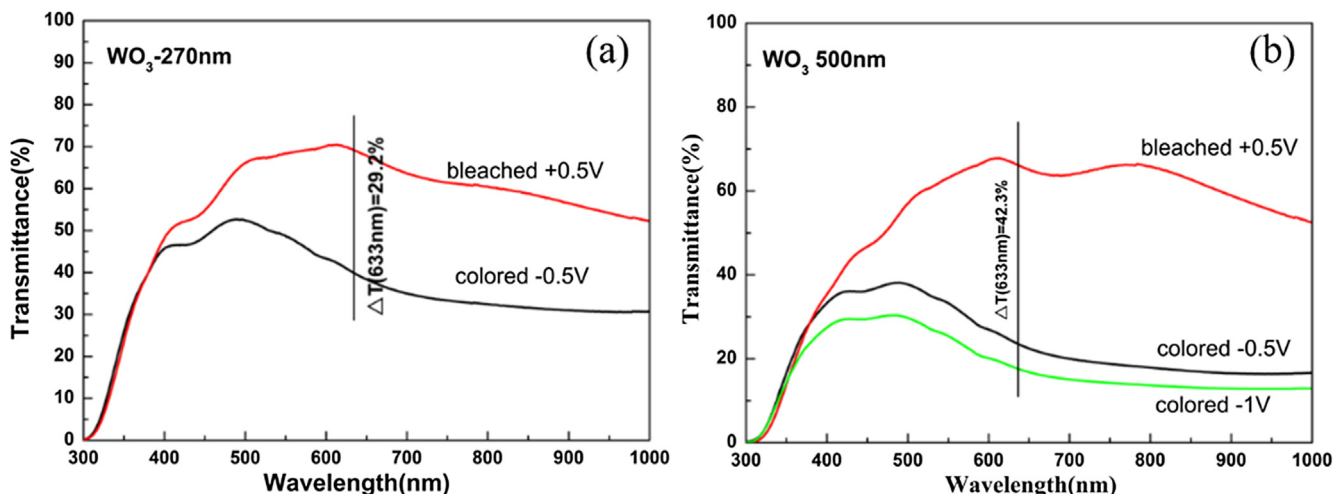 WO3-270nm
(a)
Transmittance(%)
100
90
80
70
60
50
40
30
20
10
0
bleached +0.5V
△T(633nm)=29.2%
colored -0.5V
300 400 500 600 700 800 900 1000
Wavelength(nm)
WO3 500nm
(b)
Transmittance(%)
100
80
60
40
20
0
bleached +0.5V
△T(633nm)=42.3%
colored -0.5V
colored -1V
300 400 500 600 700 800 900 1000
Wavelength(nm)